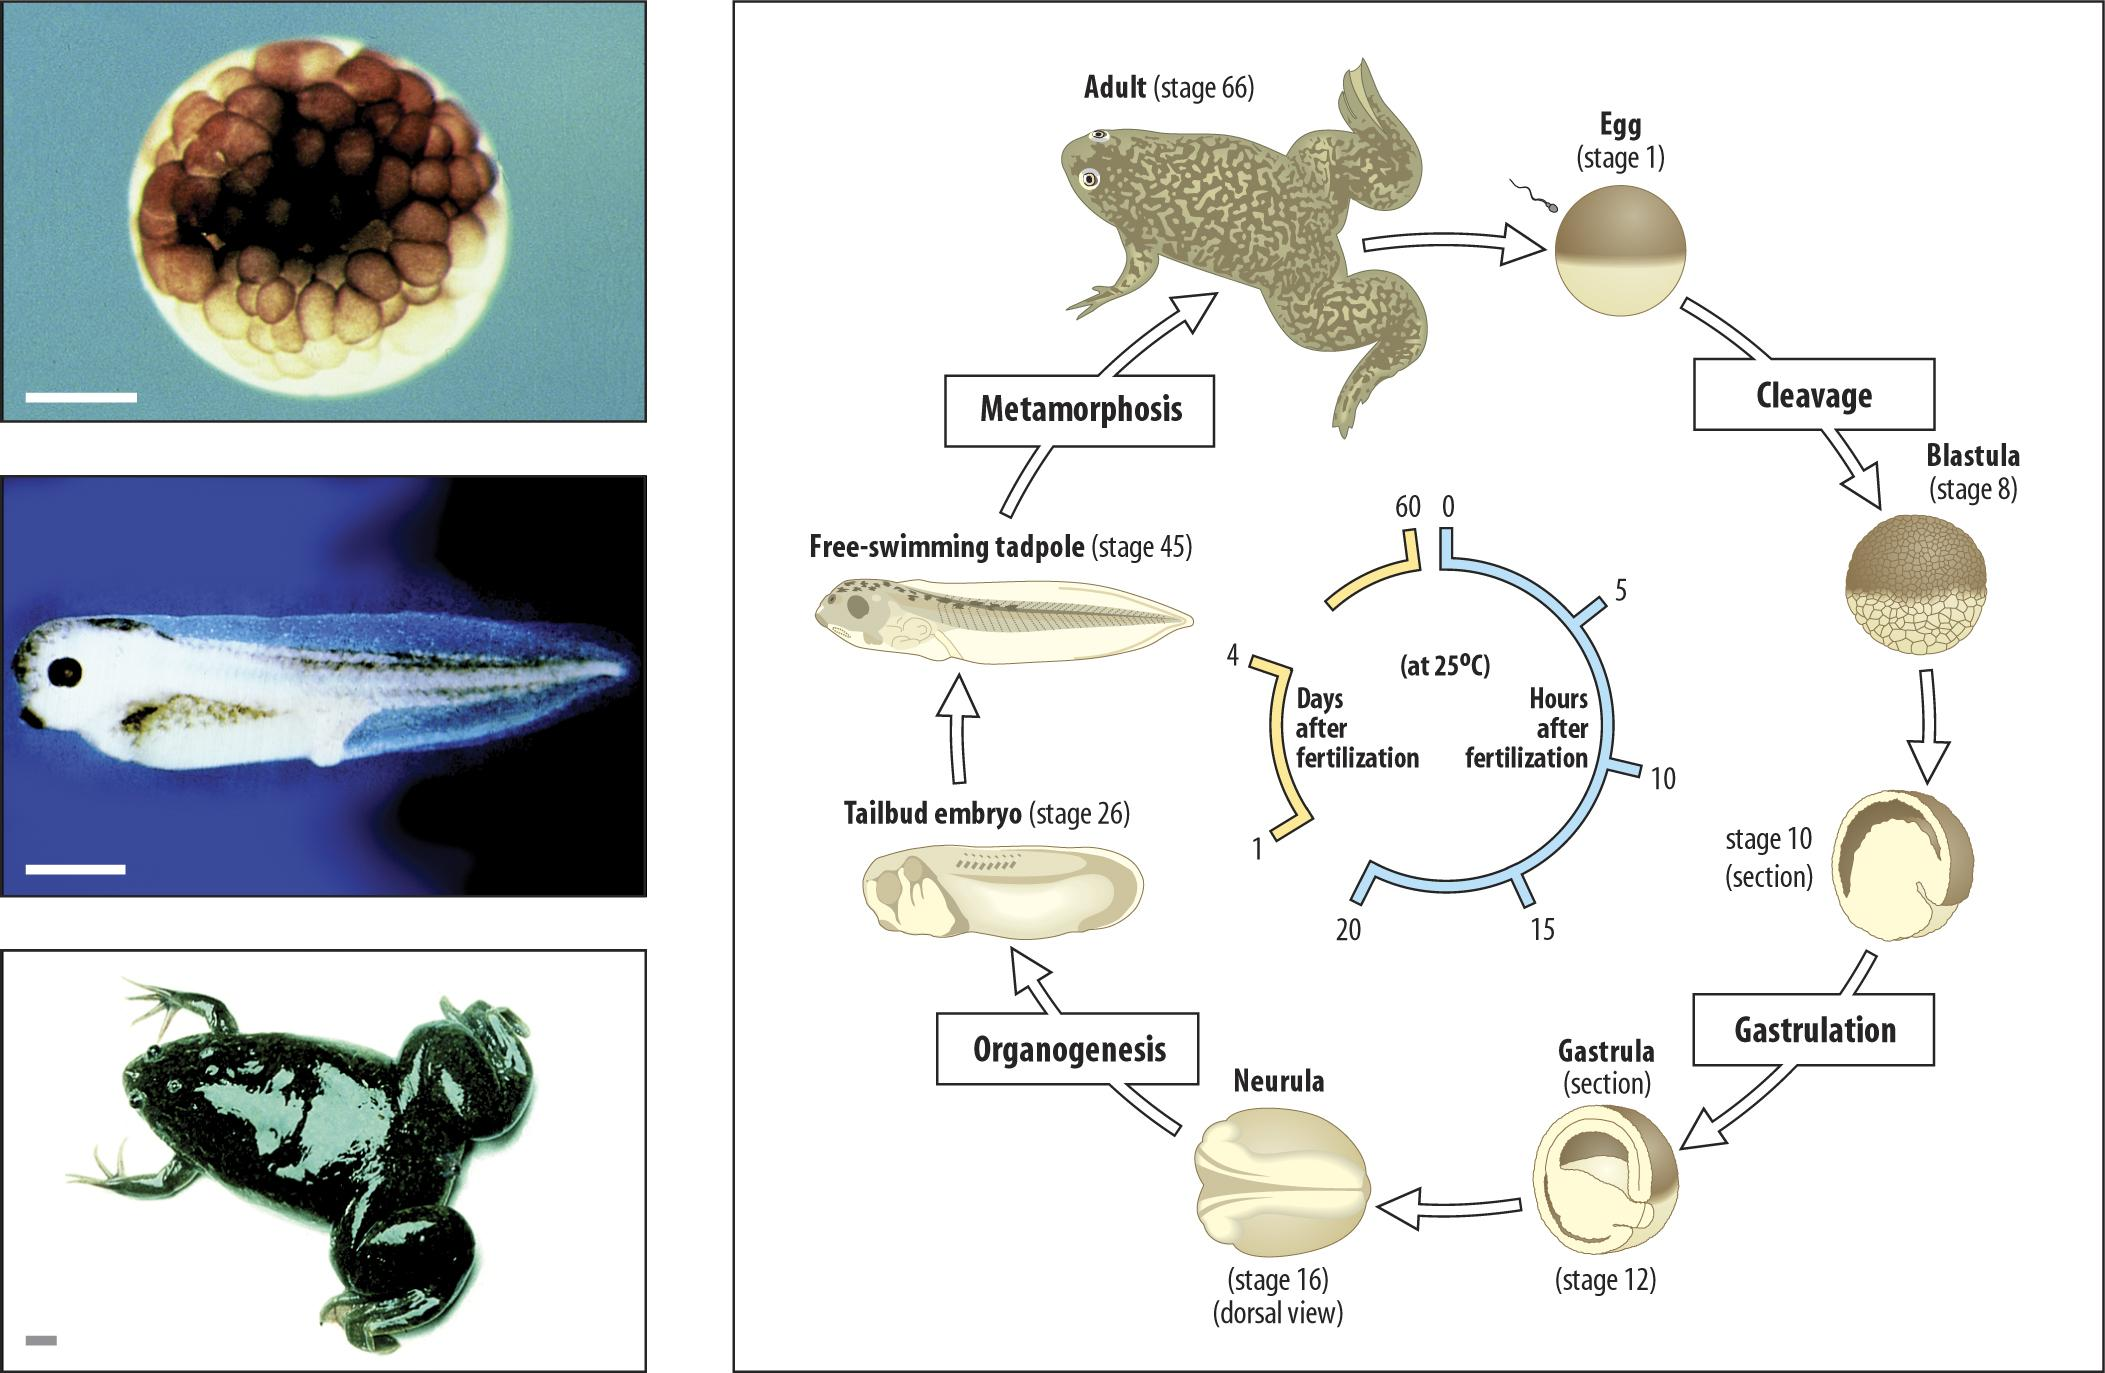 Adult (stage 66)
Egg
(stage 1)
Cleavage
Blastula
(stage 8)
stage 10
(section)
Gastrulation
Gastrula
(section)
(stage 12)
Neurula
(stage 16)
(dorsal view)
Organogenesis
Tailbud embryo (stage 26)
Free-swimming tadpole (stage 45)
Metamorphosis
60 0
5
10
15
20
1
4
(at 25ºC)
Days
after
fertilization
Hours
after
fertilization